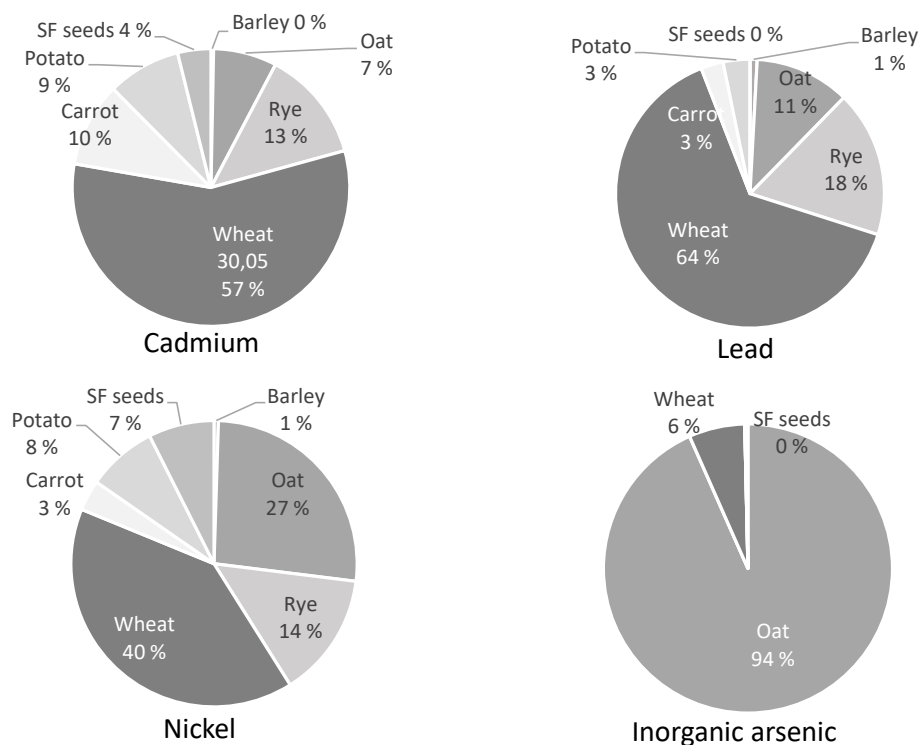 SF seeds 4 %
Barley 0 %
Oat
7 %
Potato
9 %
Carrot
10 %
Rye
13 %
Wheat
30,05
57 %
Cadmium
SF seeds 0 %
Barley
1 %
Potato
3 %
Oat
11 %
Carrot
3 %
Rye
18 %
Wheat
64 %
Lead
SF seeds
7 %
Barley
1 %
Potato
8 %
Carrot
3 %
Oat
27 %
Rye
14 %
Wheat
40 %
Nickel
Wheat
6 %
SF seeds
0 %
Oat
94 %
Inorganic arsenic